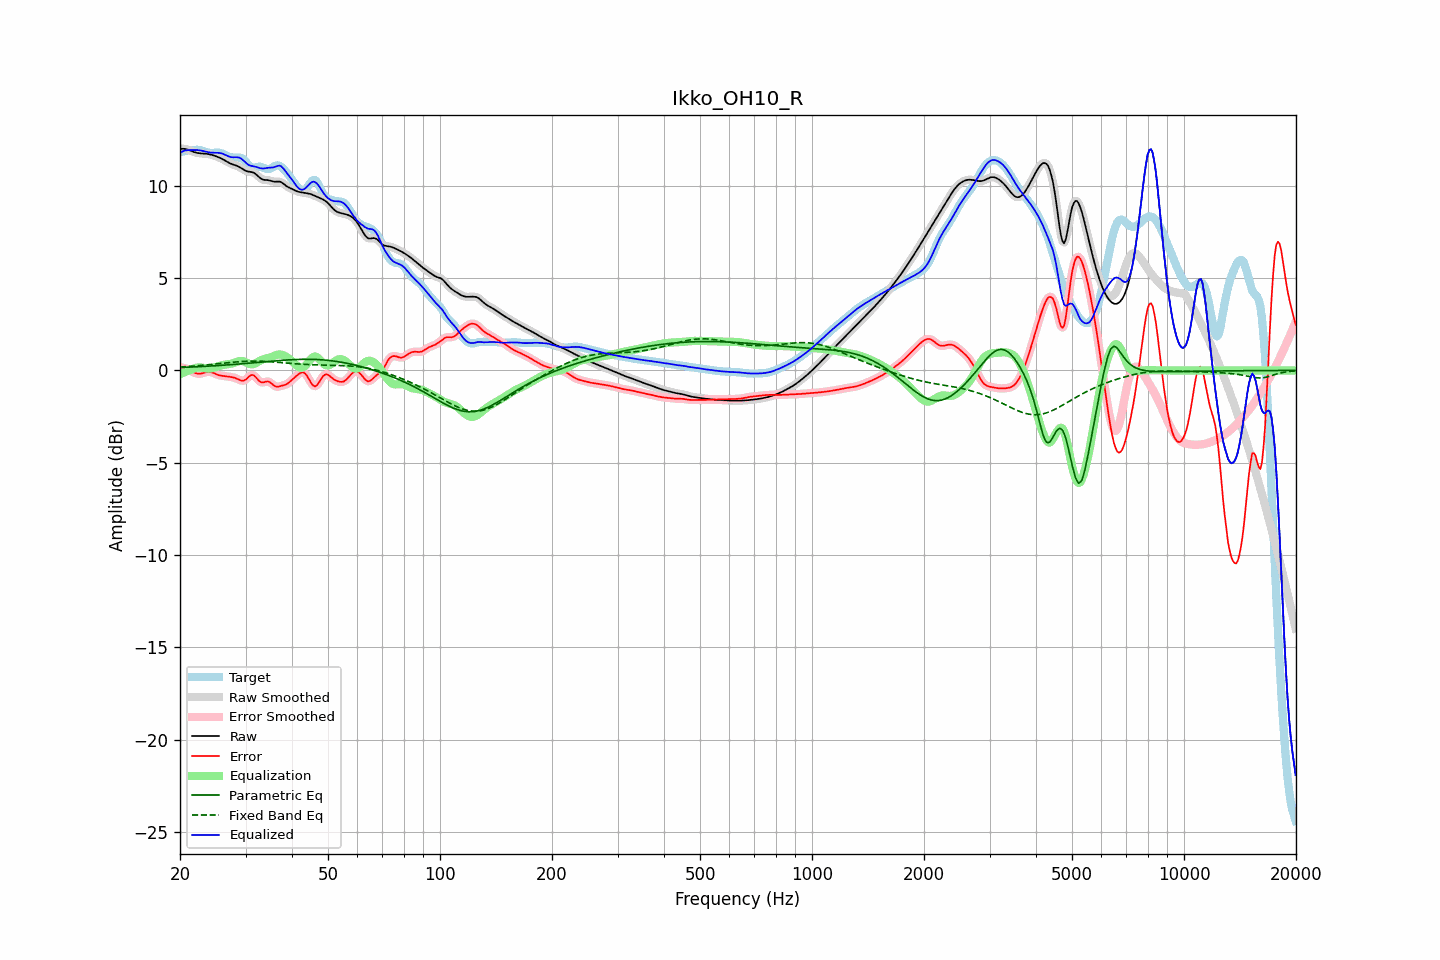 Ikko_OH10_R
Amplitude (dBr)
10
5
0
−5
−10
−15
−20
−25
Target
Raw Smoothed
Error Smoothed
Raw
Error
Equalization
Parametric Eq
Fixed Band Eq
Equalized
20 50 100 200 500 1000 2000 5000 10000 20000
Frequency (Hz)